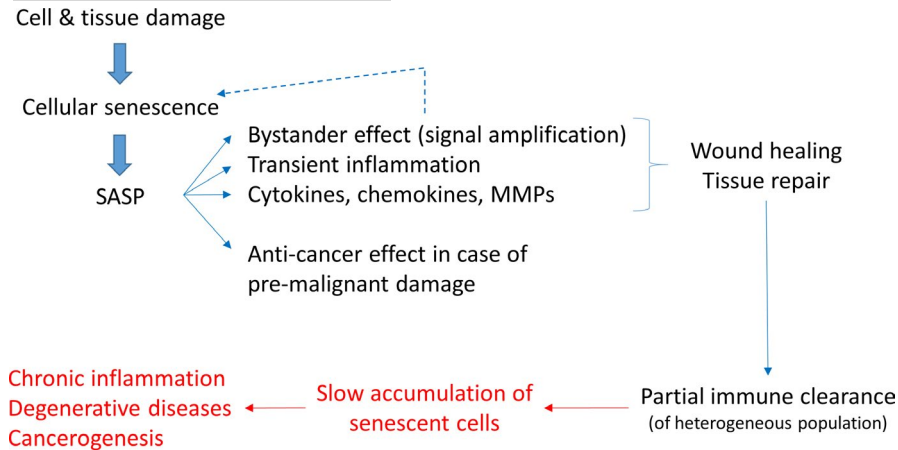 Cell & tissue damage
Cellular senescence
SASP
Bystander effect (signal amplification)
Transient inflammation
Cytokines, chemokines, MMPs
Anti-cancer effect in case of
pre-malignant damage
Wound healing
Tissue repair
Partial immune clearance
(of heterogeneous population)
Slow accumulation of
senescent cells
Chronic inflammation
Degenerative diseases
Cancerogenesis